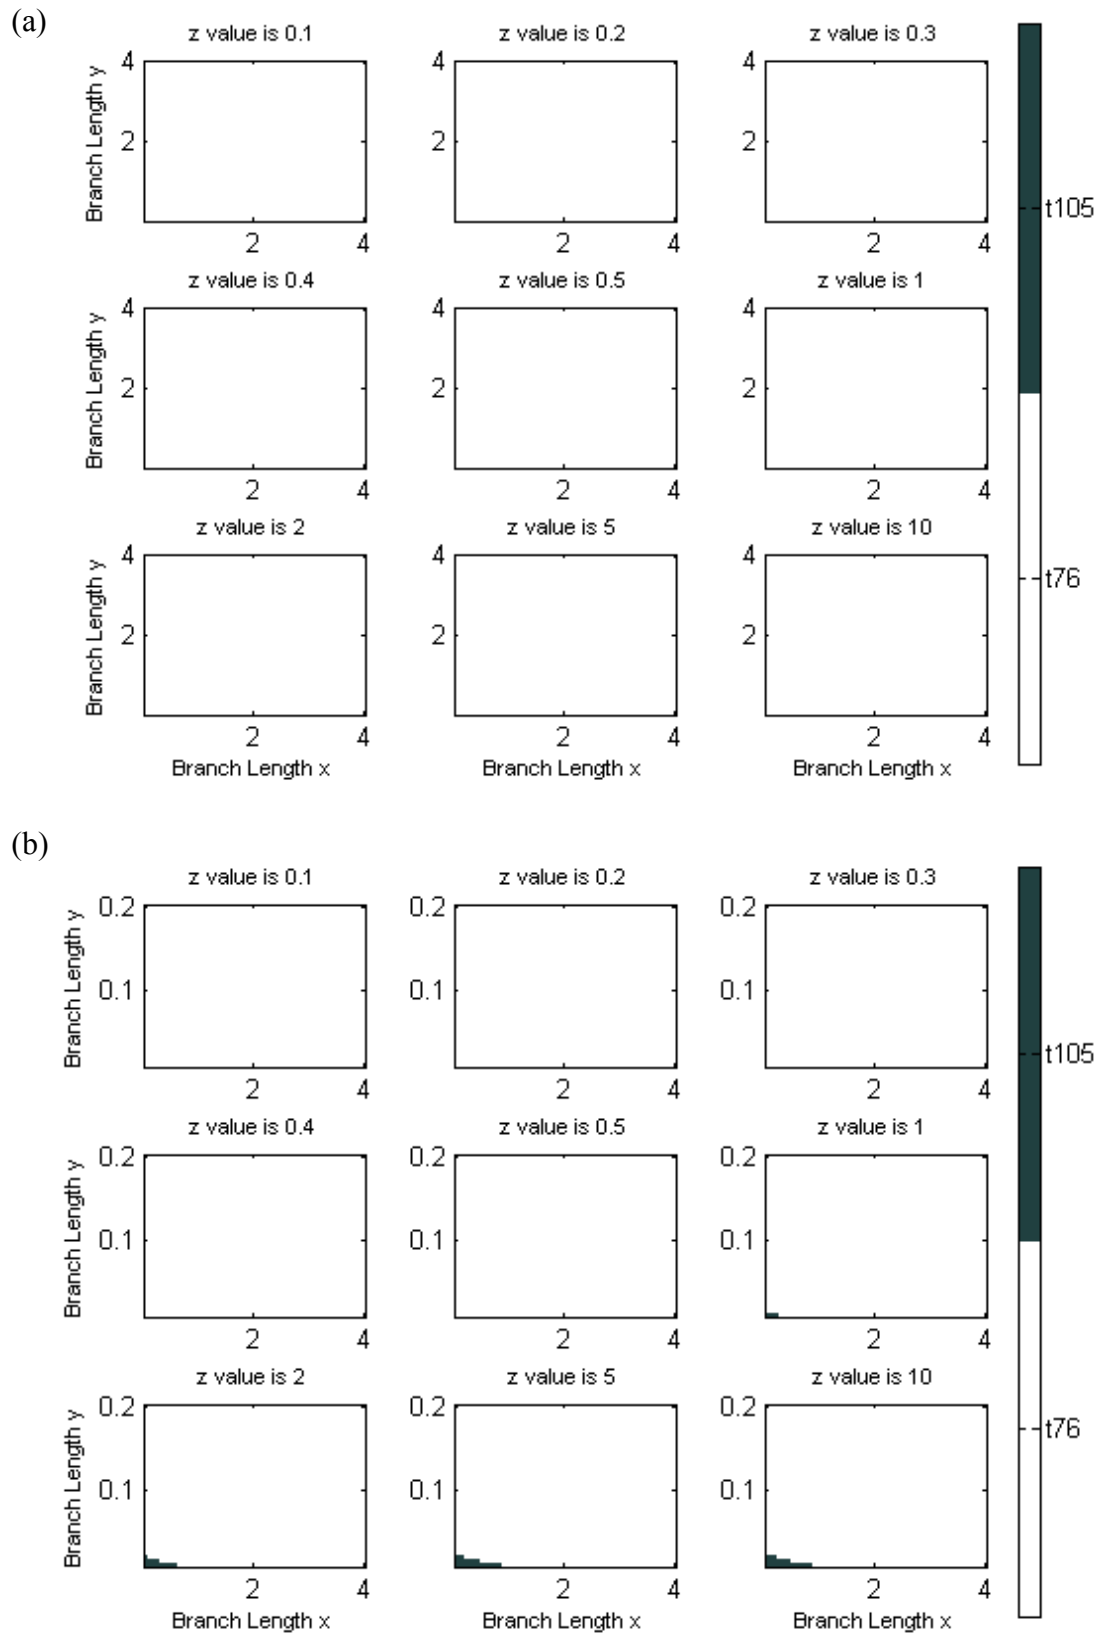 (a)
z value is 0.1 z value is 0.2 z value is 0.3
4 4 4
Branch Length y
2 2 2
t105
2 4 2 4 2 4
z value is 0.4 z value is 0.5 z value is 1
4 4 4
Branch Length y
2 2 2
2 4 2 4 2 4
z value is 2 z value is 5 z value is 10
4 4 4
t76
Branch Length y
2 2 2
2 4 2 4 2 4
Branch Length x Branch Length x Branch Length x
(b)
z value is 0.1 z value is 0.2 z value is 0.3
0.2 0.2 0.2
Branch Length y
0.1 0.1 0.1
t105
2 4 2 4 2 4
z value is 0.4 z value is 0.5 z value is 1
0.2 0.2 0.2
Branch Length y
0.1 0.1 0.1
2 4 2 4 2 4
z value is 2 z value is 5 z value is 10
0.2 0.2 0.2
t76
Branch Length y
0.1 0.1 0.1
2 4 2 4 2 4
Branch Length x Branch Length x Branch Length x